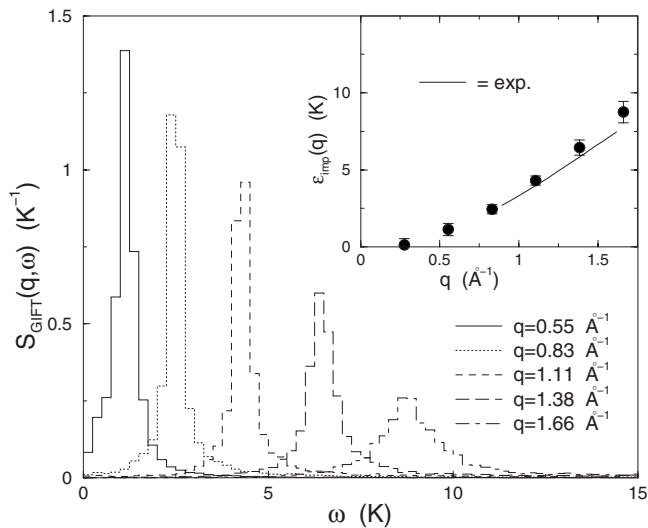 S_GIFT(q,ω) (K⁻¹)
1.5
1
0.5
0
0
5
10
15
ω (K)
ε_imp(q) (K)
10
5
0
0
0.5
1
1.5
q (Å⁻¹)
= exp.
q=0.55 Å⁻¹
q=0.83 Å⁻¹
q=1.11 Å⁻¹
q=1.38 Å⁻¹
q=1.66 Å⁻¹